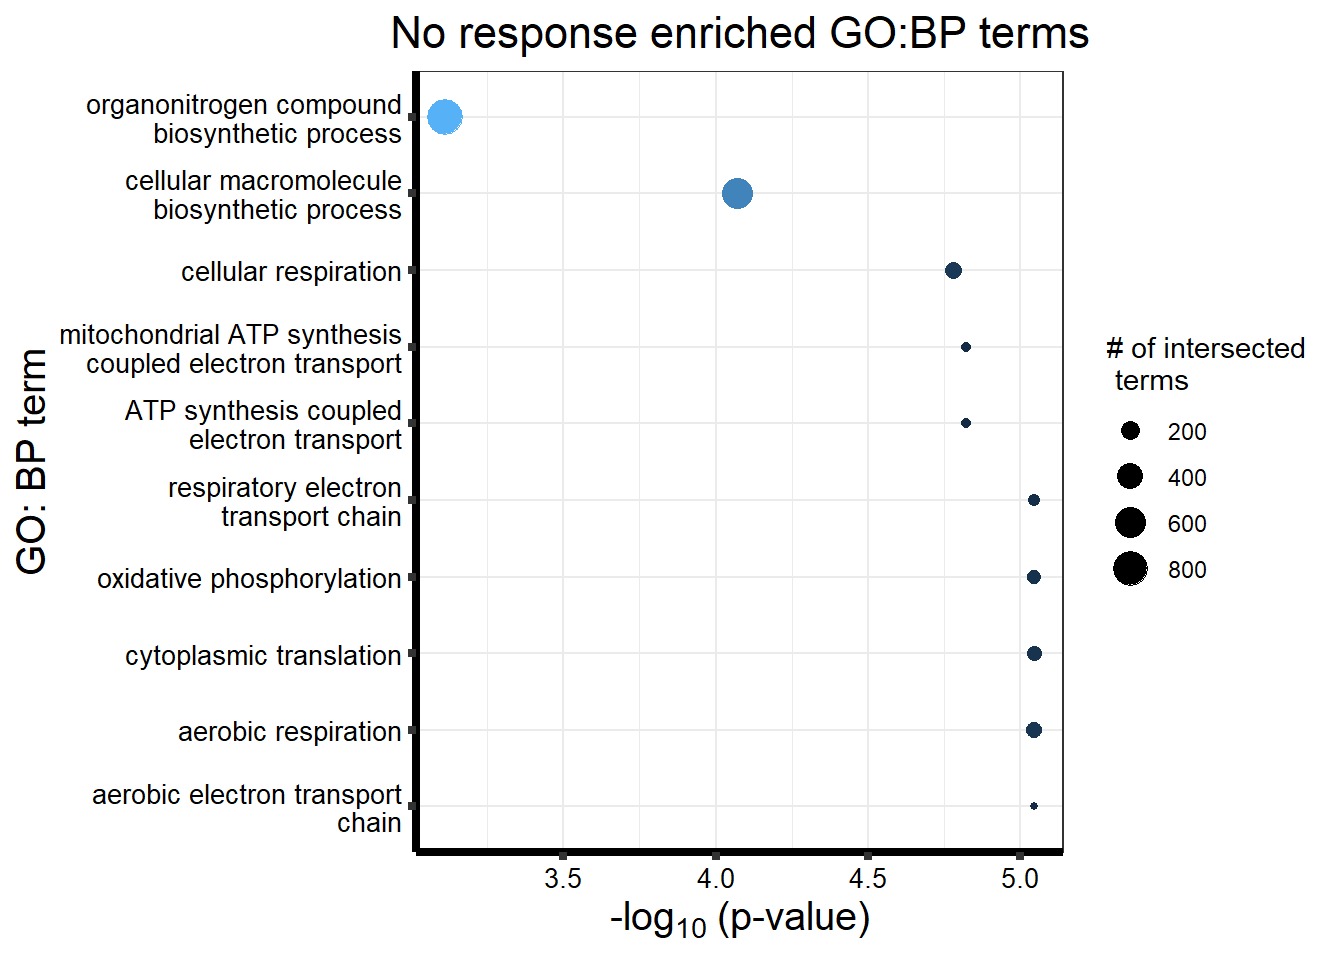 No response enriched GO:BP terms
organonitrogen compound
biosynthetic process
cellular macromolecule
biosynthetic process
cellular respiration
mitochondrial ATP synthesis
coupled electron transport
ATP synthesis coupled
electron transport
respiratory electron
transport chain
oxidative phosphorylation
cytoplasmic translation
aerobic respiration
aerobic electron transport
chain
GO: BP term
3.5 4.0 4.5 5.0
-log10 (p-value)
# of intersected
terms
200
400
600
800